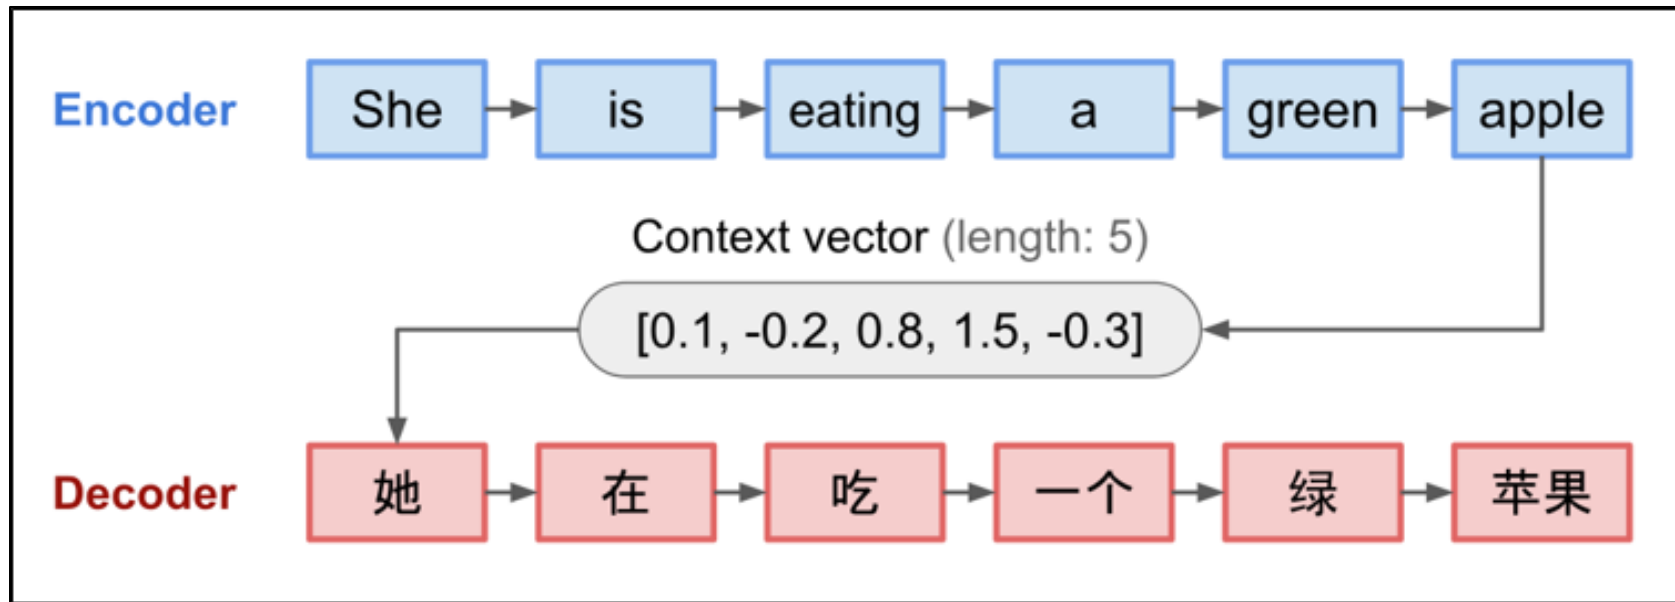 Encoder She is eating a green apple
Context vector (length: 5)
[0.1, -0.2, 0.8, 1.5, -0.3]
Decoder 她 在 吃 一个 绿 苹果